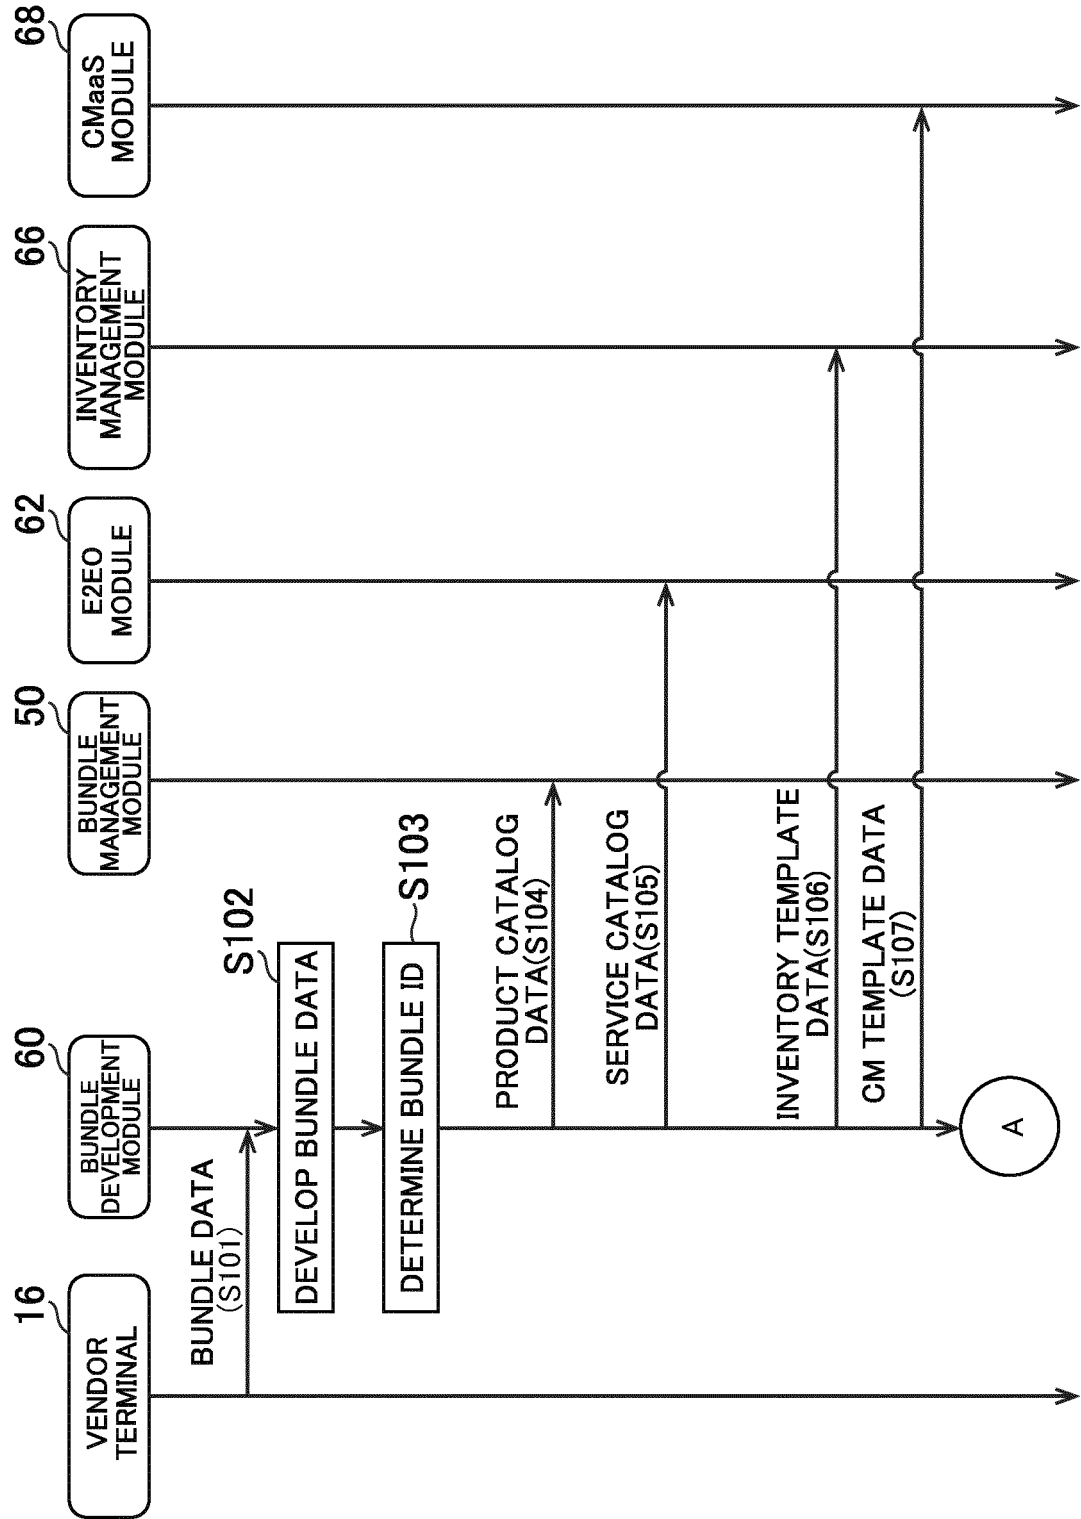 16
VENDOR
TERMINAL
60
BUNDLE
DEVELOPMENT
MODULE
50
BUNDLE
MANAGEMENT
MODULE
62
E2EO
MODULE
66
INVENTORY
MANAGEMENT
MODULE
68
CMaaS
MODULE
BUNDLE DATA
(S101)
S102
DEVELOP BUNDLE DATA
S103
DETERMINE BUNDLE ID
PRODUCT CATALOG
DATA(S104)
SERVICE CATALOG
DATA(S105)
INVENTORY TEMPLATE
DATA(S106)
CM TEMPLATE DATA
(S107)
A